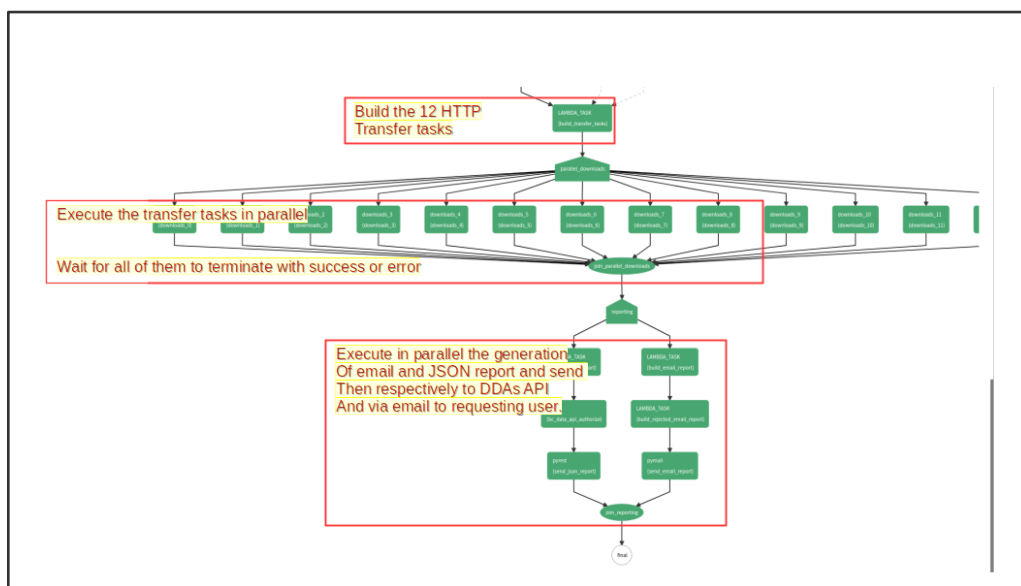 Build the 12 HTTP
Transfer tasks
LAMBDA_TASK
(build_transfer_tasks)
parallel_downloads
Execute the transfer tasks in parallel
downloads_2
downloads_3
downloads_4
downloads_5
downloads_6
downloads_7
downloads_8
downloads_9
downloads_10
downloads_11
(downloads_0)
(downloads_1)
(downloads_2)
(downloads_3)
(downloads_4)
(downloads_5)
(downloads_6)
(downloads_7)
(downloads_8)
(downloads_9)
(downloads_10)
(downloads_11)
Wait for all of them to terminate with success or error
join_parallel_downloads
reporting
Execute in parallel the generation
Of email and JSON report and send
Then respectively to DDAs API
And via email to requesting user.
LAMBDA_TASK
(build_email_report)
LAMBDA_TASK
(build_rejected_email_report)
pyrest
(send_json_report)
pymail
(send_email_report)
join_reporting
final